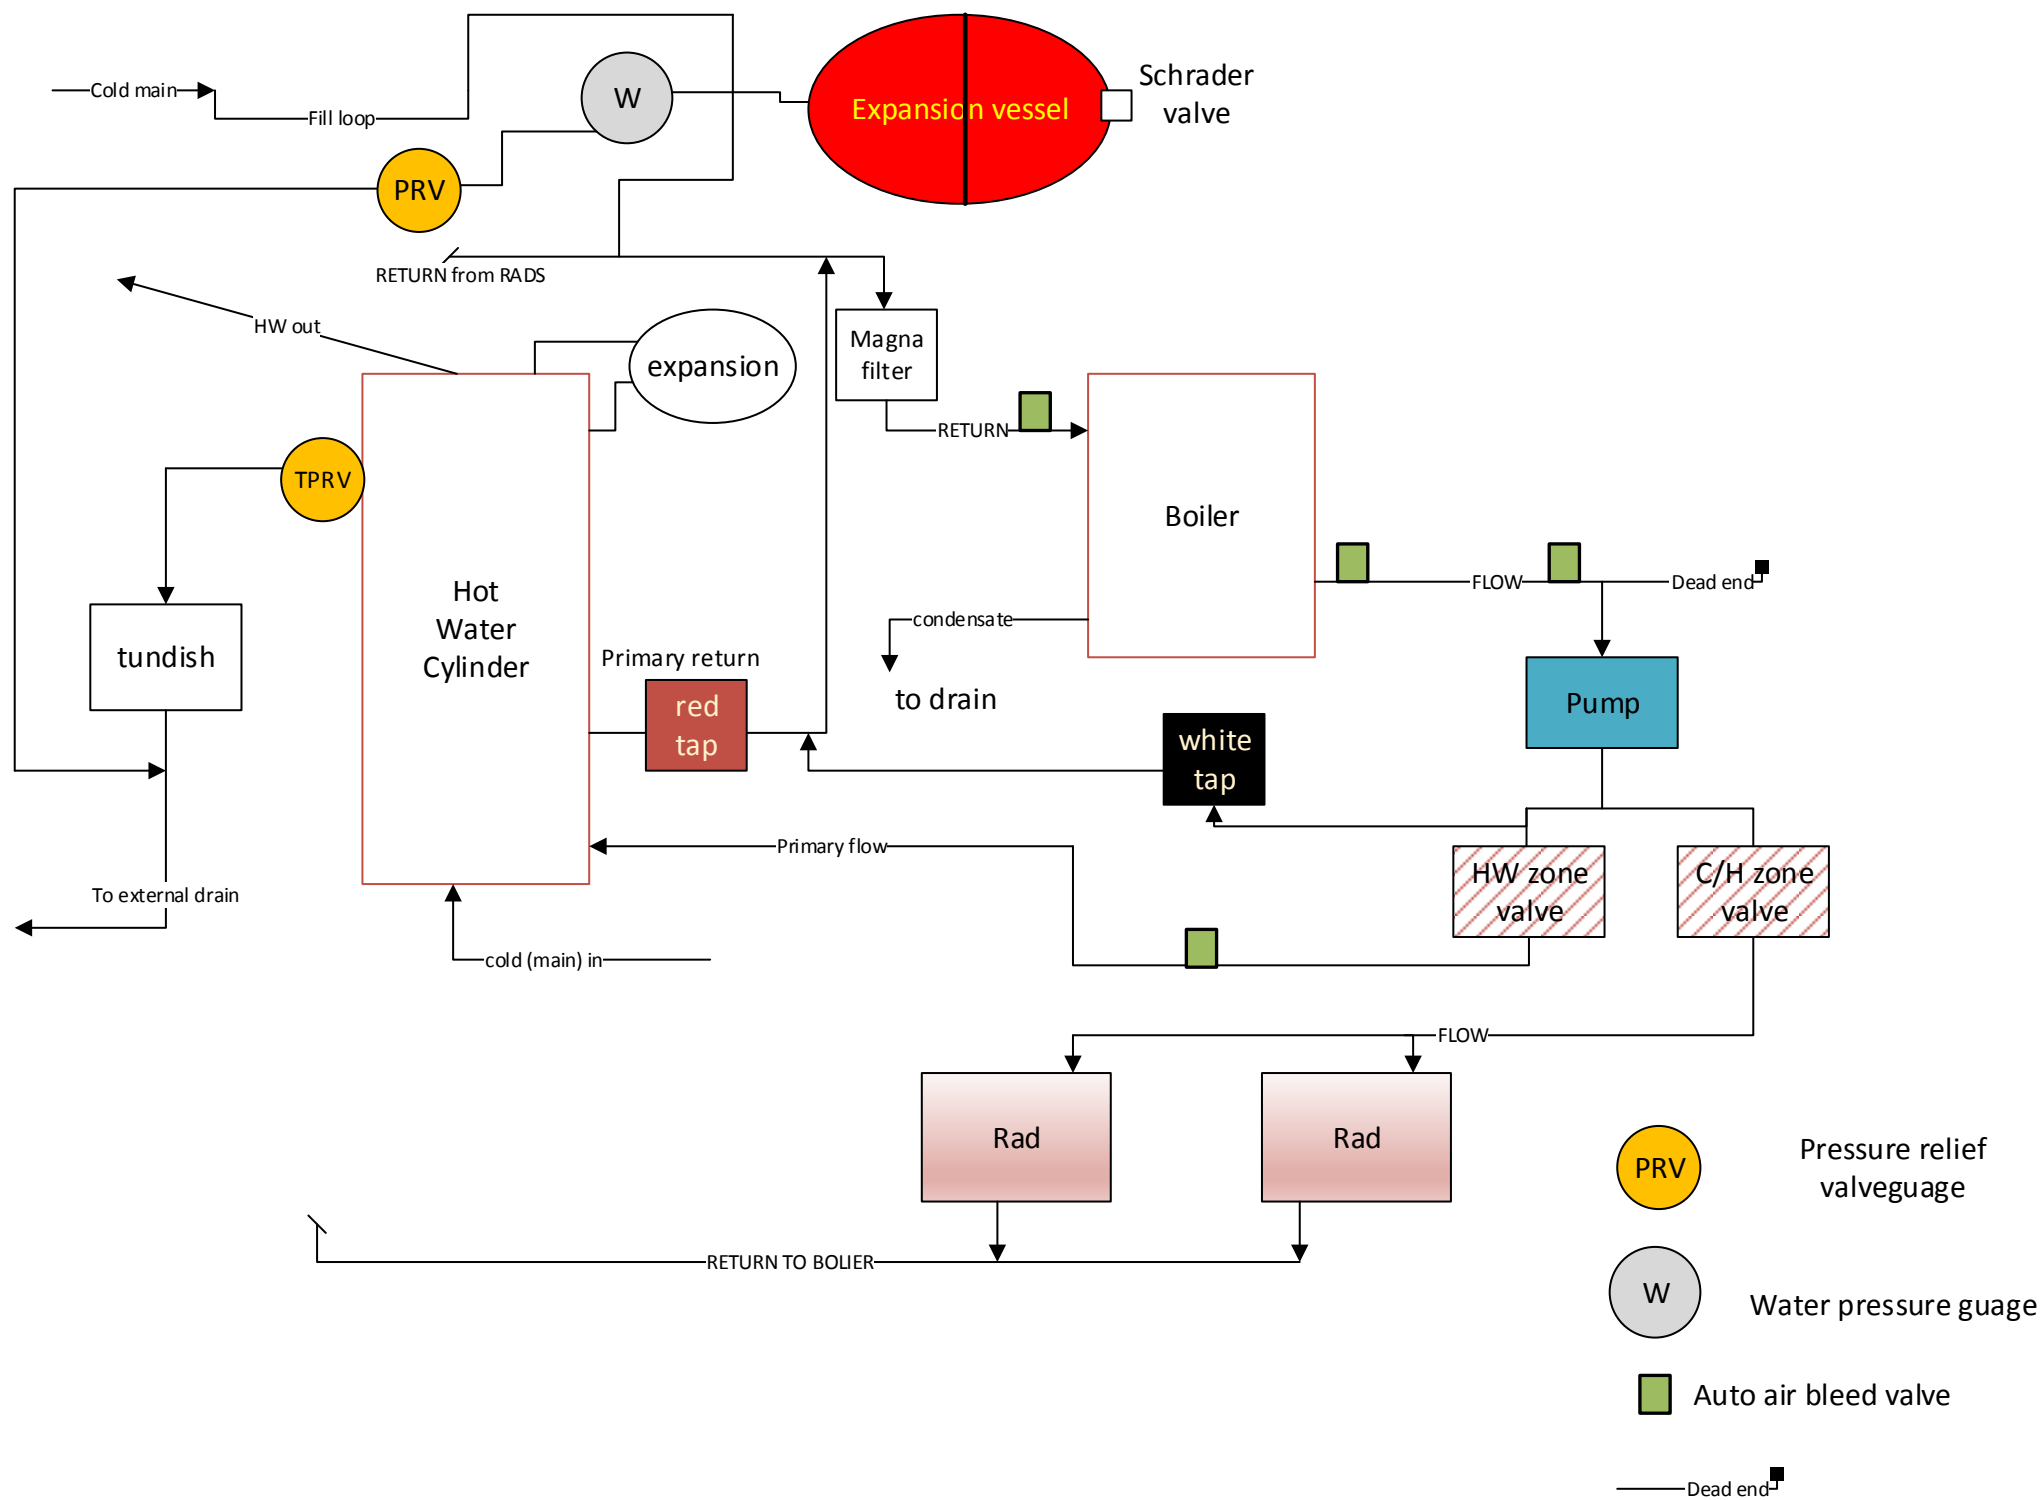 Cold main
Fill loop
W
Expansion vessel
Schrader
valve
PRV
RETURN from RADS
HW out
expansion
Magna
filter
RETURN
TPRV
Boiler
Hot
Water
Cylinder
FLOW
Dead end
condensate
to drain
tundish
Primary return
red
tap
Pump
white
tap
Primary flow
HW zone
valve
C/H zone
valve
To external drain
cold (main) in
FLOW
Rad
Rad
RETURN TO BOLIER
PRV
Pressure relief
valveguage
W
Water pressure guage
Auto air bleed valve
Dead end